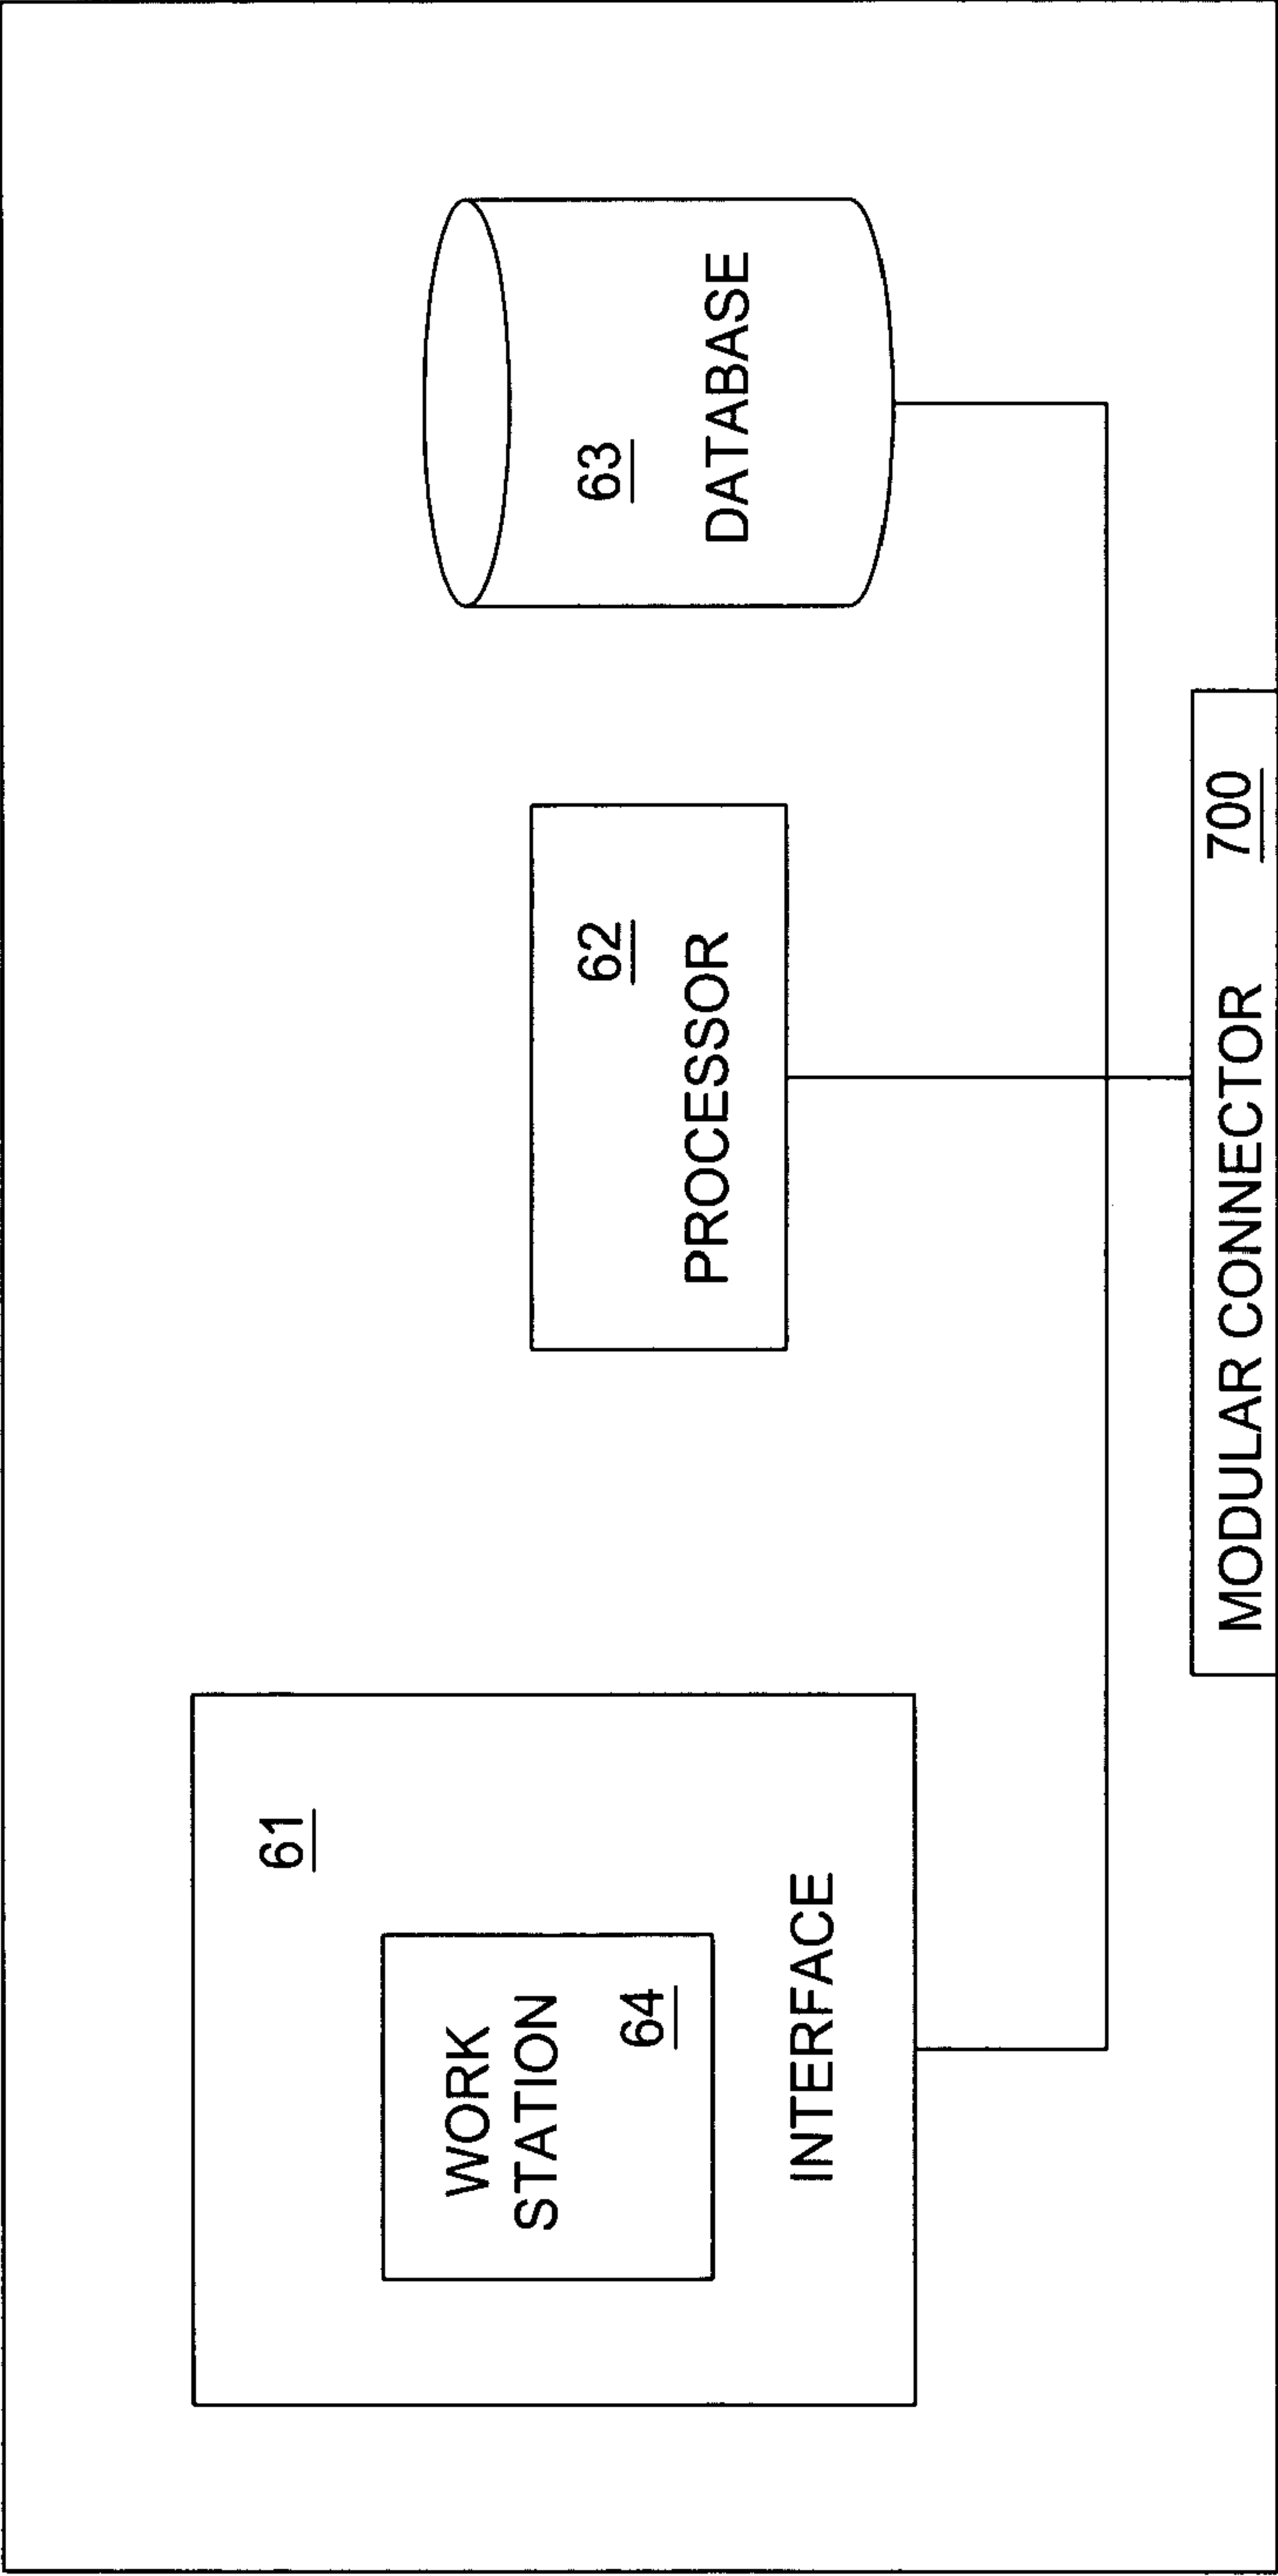 61
WORK
STATION
64
INTERFACE
62
PROCESSOR
63
DATABASE
MODULAR CONNECTOR 700